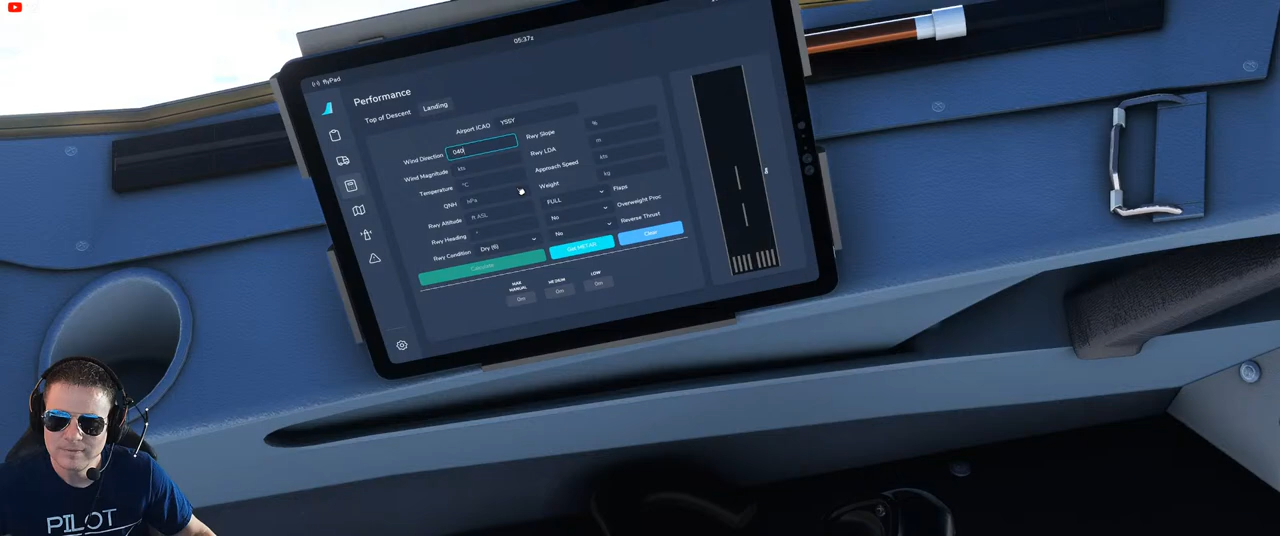 05:37z
flyPad
Performance
Top of Descent Landing
Airport ICAO YSSY
Wind Direction 040
Wind Magnitude kts
Temperature °C
QNH hPa
Rwy Altitude ft ASL
Rwy Heading °
Rwy Condition Dry (6)
Rwy Slope %
Rwy LDA m
Approach Speed kts
Weight kg
FULL Flaps
No Overweight Proc
No Reverse Thrust
Calculate Get METAR Clear
MAX MANUAL MEDIUM LOW
0m 0m 0m
PILOT